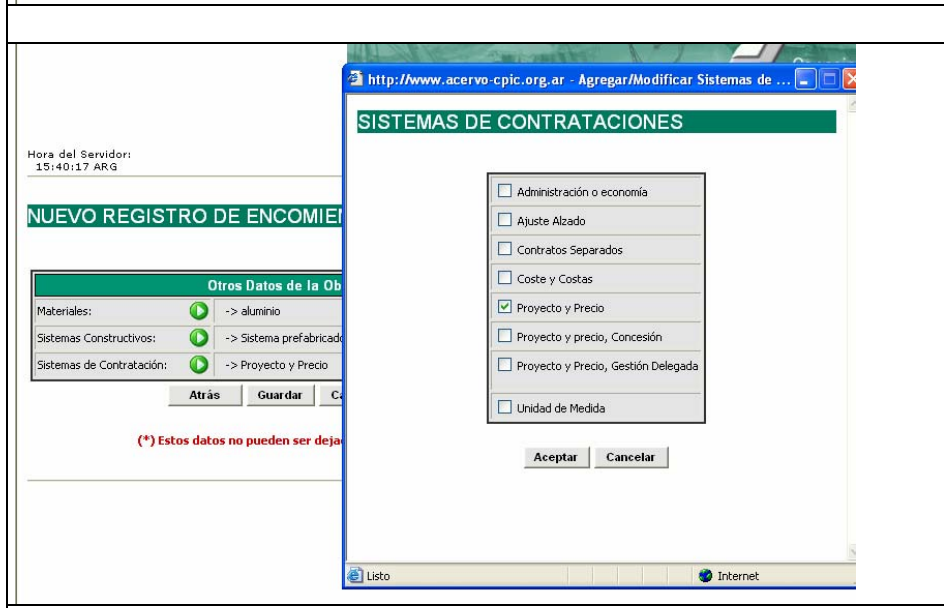 http://www.acervo-cpic.org.ar - Agregar/Modificar Sistemas de ...
SISTEMAS DE CONTRATACIONES
Administración o economía
Ajuste Alzado
Contratos Separados
Coste y Costas
Proyecto y Precio
Proyecto y precio, Concesión
Proyecto y Precio, Gestión Delegada
Unidad de Medida
Aceptar Cancelar
Listo Internet
Hora del Servidor:
15:40:17 ARG
NUEVO REGISTRO DE ENCOMIEN
Otros Datos de la Ob
Materiales: -> aluminio
Sistemas Constructivos: -> Sistema prefabricado
Sistemas de Contratación: -> Proyecto y Precio
Atrás Guardar Ca
(*) Estos datos no pueden ser deja